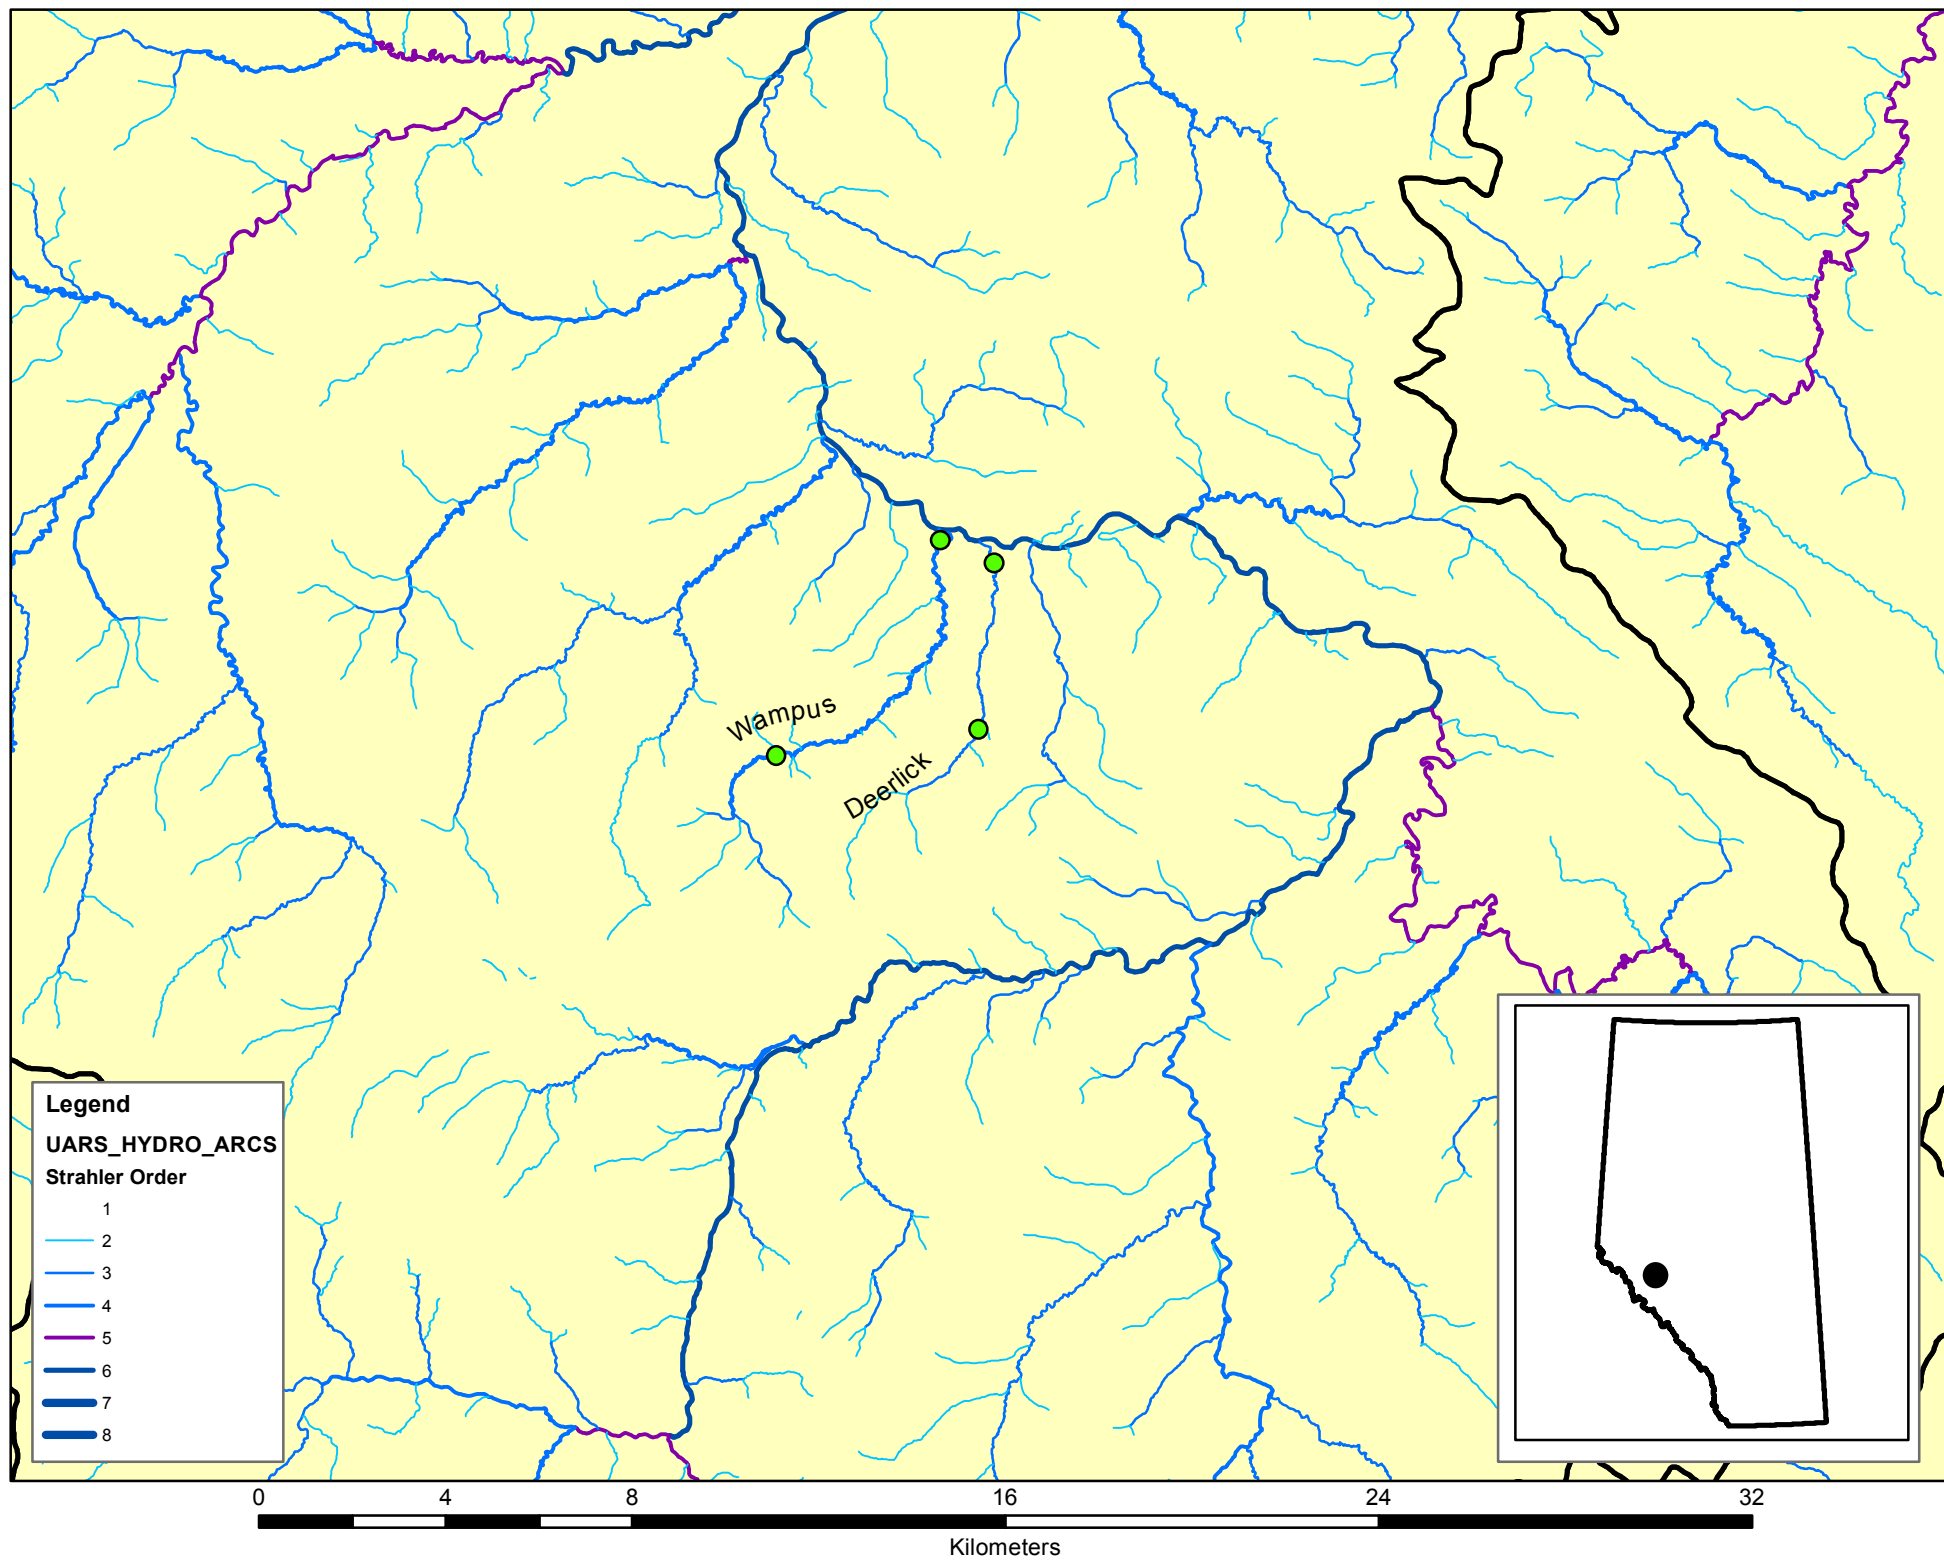 Wampus
Deerlick
Legend
UARS_HYDRO_ARCS
Strahler Order
1
2
3
4
5
6
7
8
0 4 8 16 24 32
Kilometers